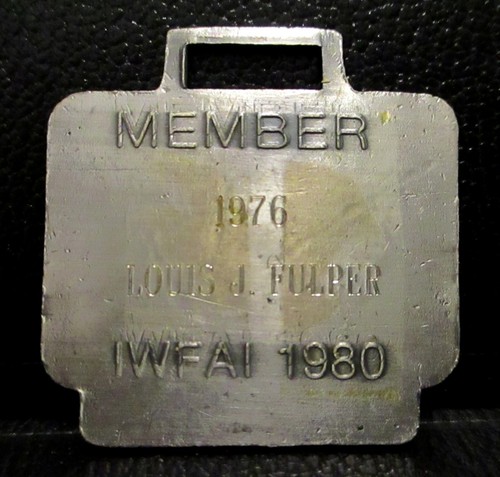 MEMBER
1976
LOUIS J. FULPER
IWFAI 1980